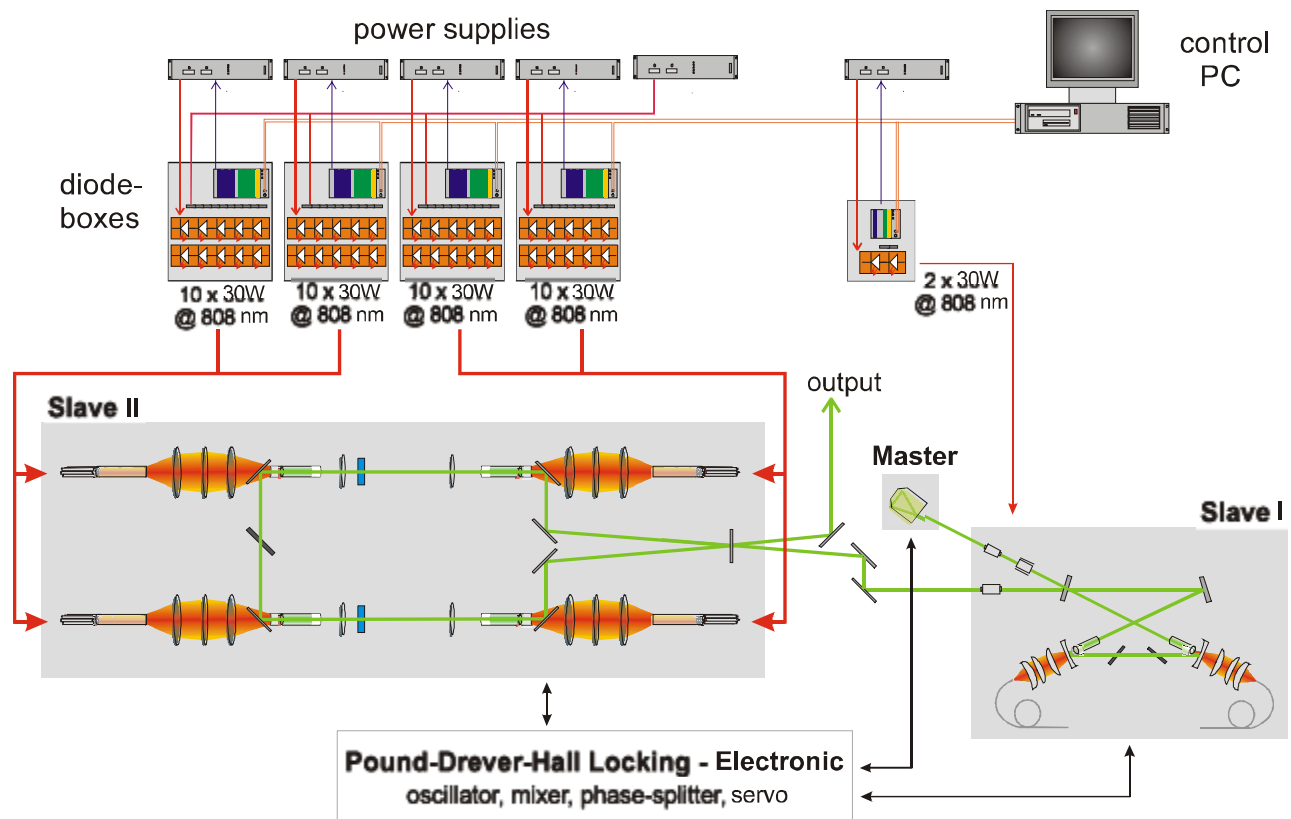 power supplies
control
PC
diode-
boxes
10 x 30W
@ 808 nm
10 x 30W
@ 808 nm
10 x 30W
@ 808 nm
10 x 30W
@ 808 nm
2 x 30W
@ 808 nm
output
Slave II
Master
Slave I
Pound-Drever-Hall Locking - Electronic
oscillator, mixer, phase-splitter, servo